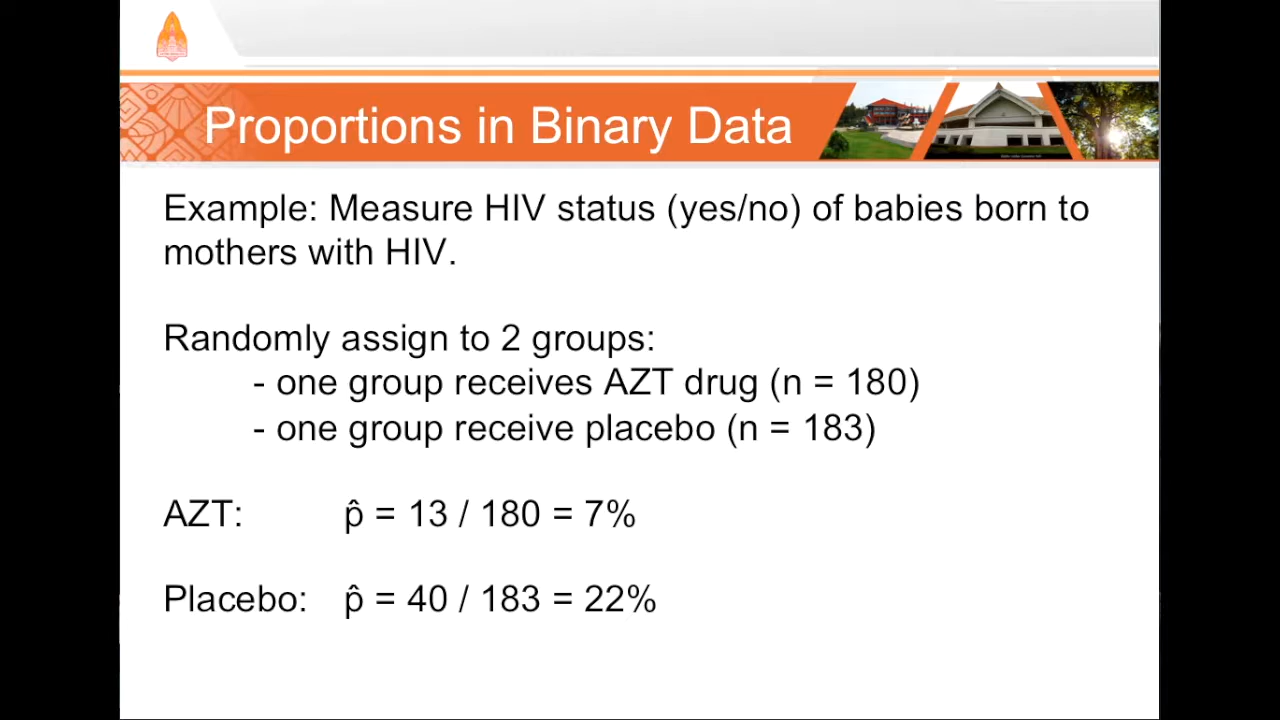 Proportions in Binary Data
Example: Measure HIV status (yes/no) of babies born to
mothers with HIV.
Randomly assign to 2 groups:
- one group receives AZT drug (n = 180)
- one group receive placebo (n = 183)
AZT: p̂ = 13 / 180 = 7%
Placebo: p̂ = 40 / 183 = 22%